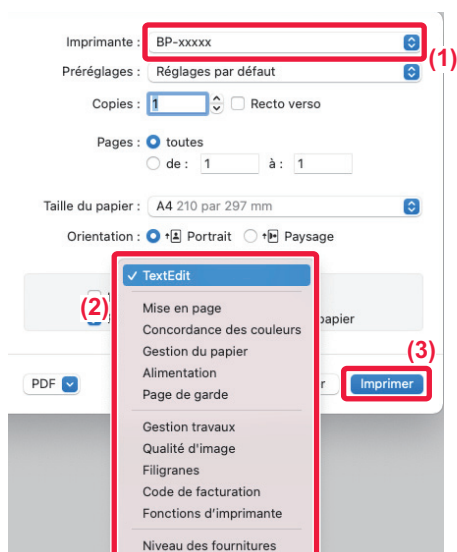 Imprimante : BP-xxxxx
(1)
Préréglages : Réglages par défaut
Copies : 1 Recto verso
Pages : toutes
de : 1 à : 1
Taille du papier : A4 210 par 297 mm
Orientation : Portrait Paysage
✓ TextEdit
(2)
Mise en page
papier
Concordance des couleurs
Gestion du papier
(3)
Alimentation
PDF Imprimer
Page de garde
Gestion travaux
Qualité d'image
Filigranes
Code de facturation
Fonctions d’imprimante
Niveau des fournitures